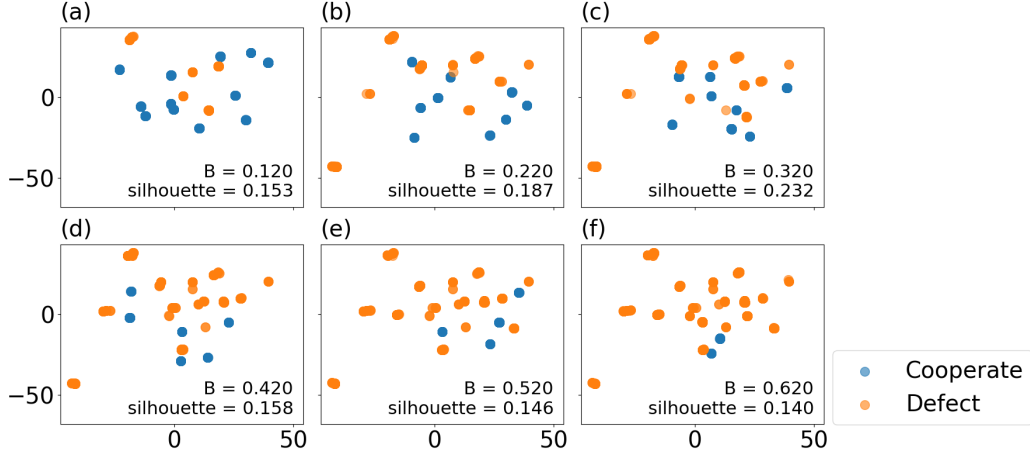 (a)
(b)
(c)
0
−50
B = 0.120
silhouette = 0.153
B = 0.220
silhouette = 0.187
B = 0.320
silhouette = 0.232
(d)
(e)
(f)
0
−50
B = 0.420
silhouette = 0.158
B = 0.520
silhouette = 0.146
B = 0.620
silhouette = 0.140
0
50
0
50
0
50
Cooperate
Defect